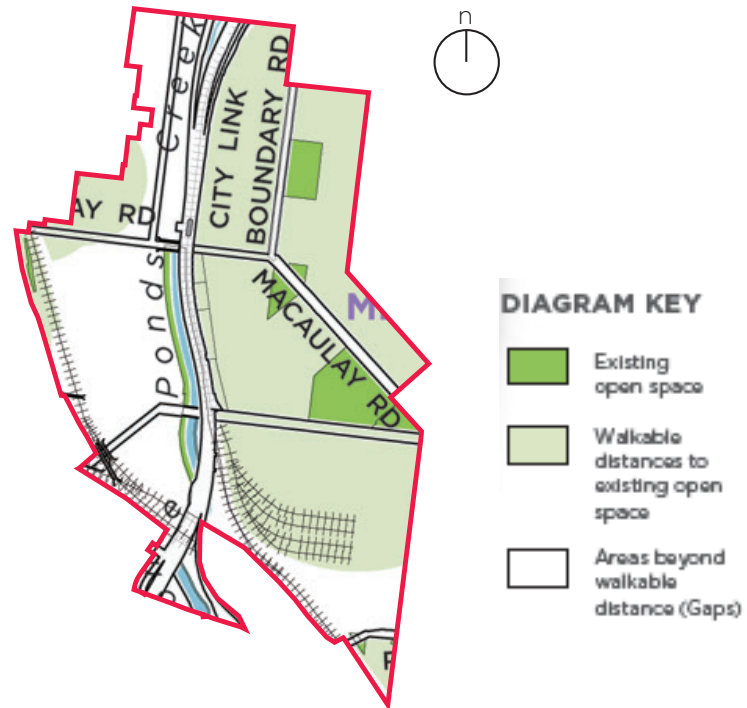 n
Creek
CITY LINK
BOUNDARY RD
AY RD
Ponds
MACAULAY RD
M
DIAGRAM KEY
Existing
open space
Walkable
distances to
existing open
space
Areas beyond
walkable
distance (Gaps)